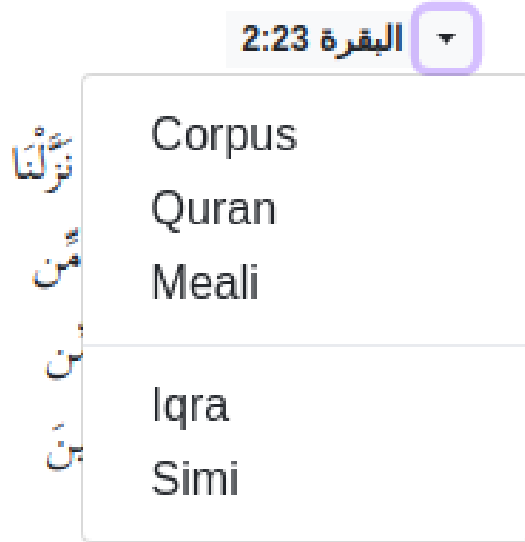 البقرة 2:23
Corpus
نَزَّلْنَا
Quran
مِّن
Meali
Iqra
Simi